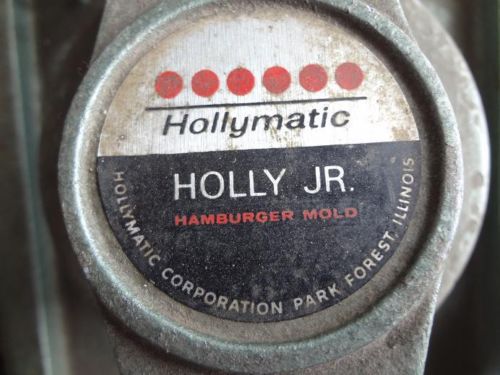 Hollymatic
HOLLY JR.
HAMBURGER MOLD
HOLLYMATIC CORPORATION PARK FOREST, ILLINOIS